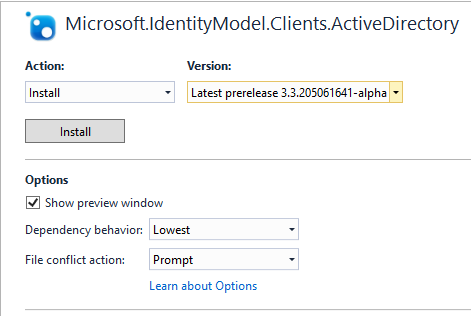 Microsoft.IdentityModel.Clients.ActiveDirectory
Action: Version:
Install Latest prerelease 3.3.205061641-alpha
Install
Options
Show preview window
Dependency behavior: Lowest
File conflict action: Prompt
Learn about Options